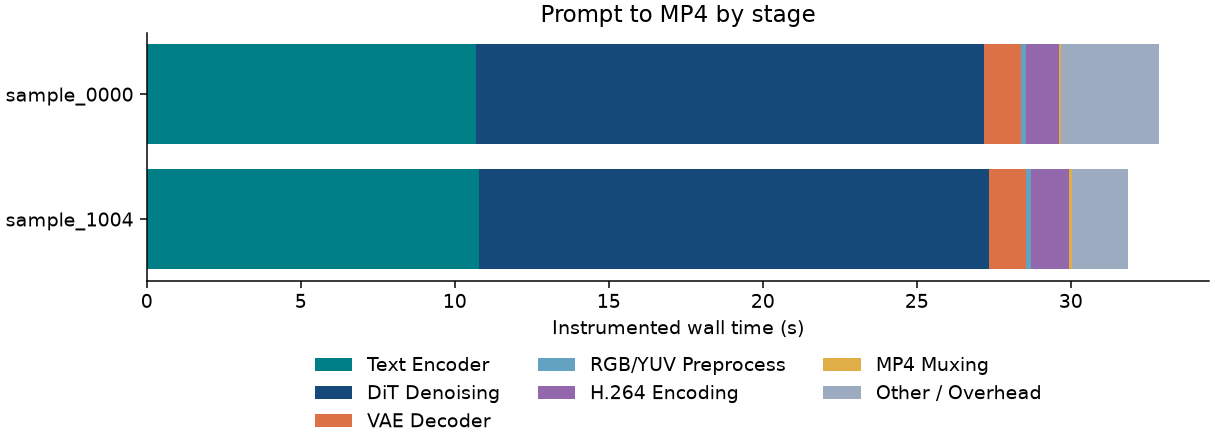 Prompt to MP4 by stage
sample_0000
sample_1004
0 5 10 15 20 25 30
Instrumented wall time (s)
Text Encoder RGB/YUV Preprocess MP4 Muxing
DiT Denoising H.264 Encoding Other / Overhead
VAE Decoder